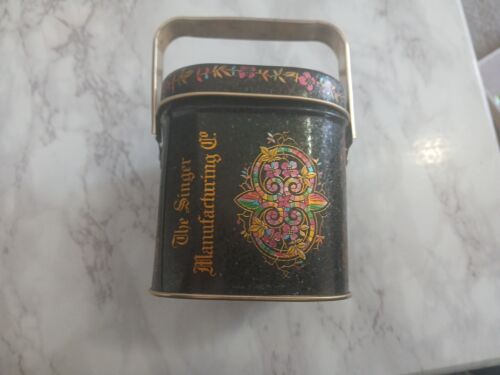 The Singer
Manufacturing Co